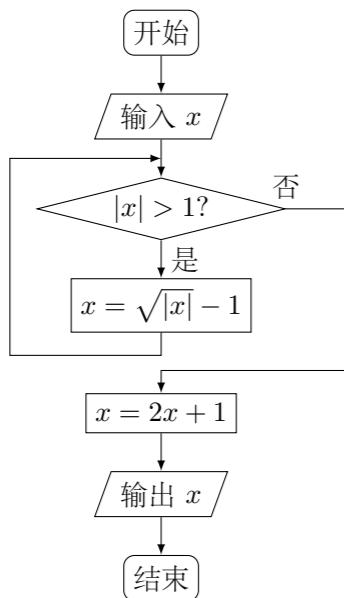 开始
输入 x
|x| > 1?
否
是
x = √|x| − 1
x = 2x + 1
输出 x
结束